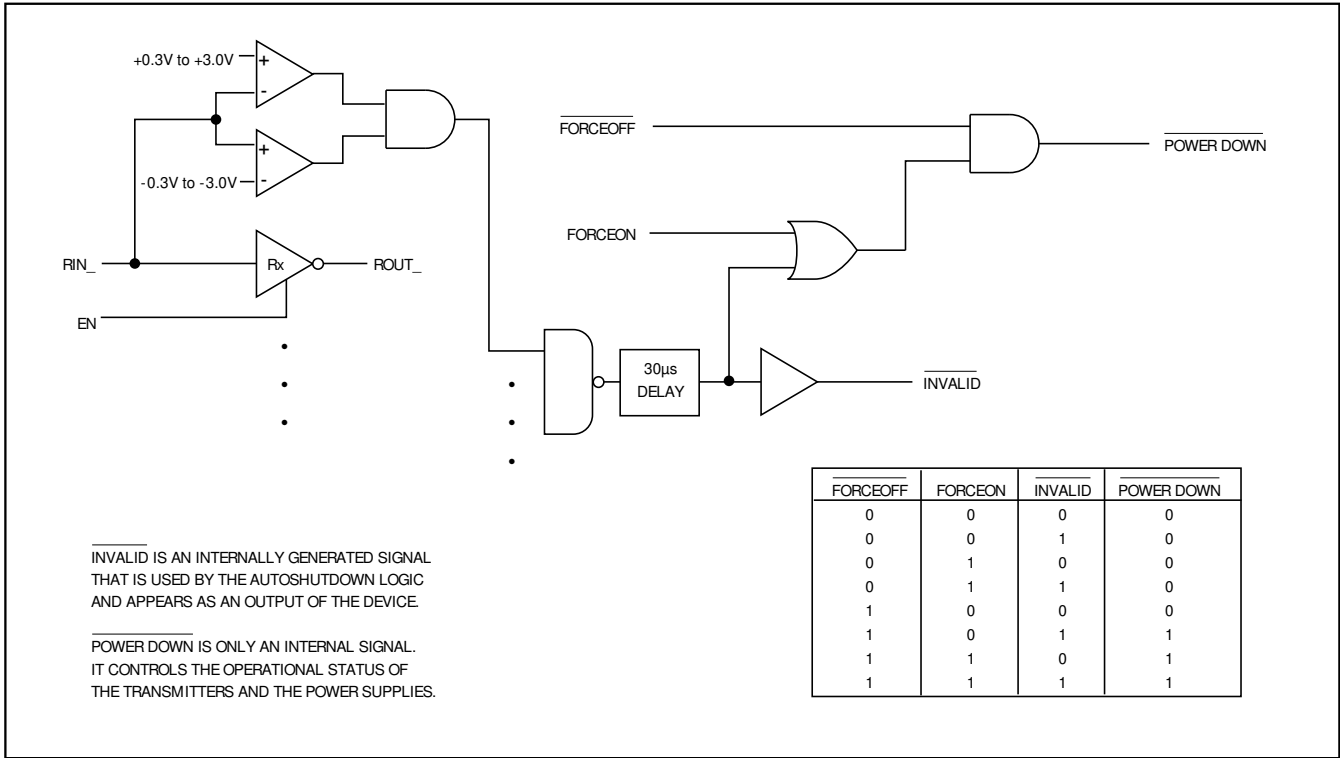 +0.3V to +3.0V
+
-
+
-0.3V to -3.0V
-
RIN_
Rx
ROUT_
EN
FORCEOFF
POWER DOWN
FORCEON
30µs
DELAY
INVALID
INVALID IS AN INTERNALLY GENERATED SIGNAL
THAT IS USED BY THE AUTOSHUTDOWN LOGIC
AND APPEARS AS AN OUTPUT OF THE DEVICE.
POWER DOWN IS ONLY AN INTERNAL SIGNAL.
IT CONTROLS THE OPERATIONAL STATUS OF
THE TRANSMITTERS AND THE POWER SUPPLIES.
FORCEOFF FORCEON INVALID POWER DOWN
0 0 0 0
0 0 1 0
0 1 0 0
0 1 1 0
1 0 0 0
1 0 1 1
1 1 0 1
1 1 1 1